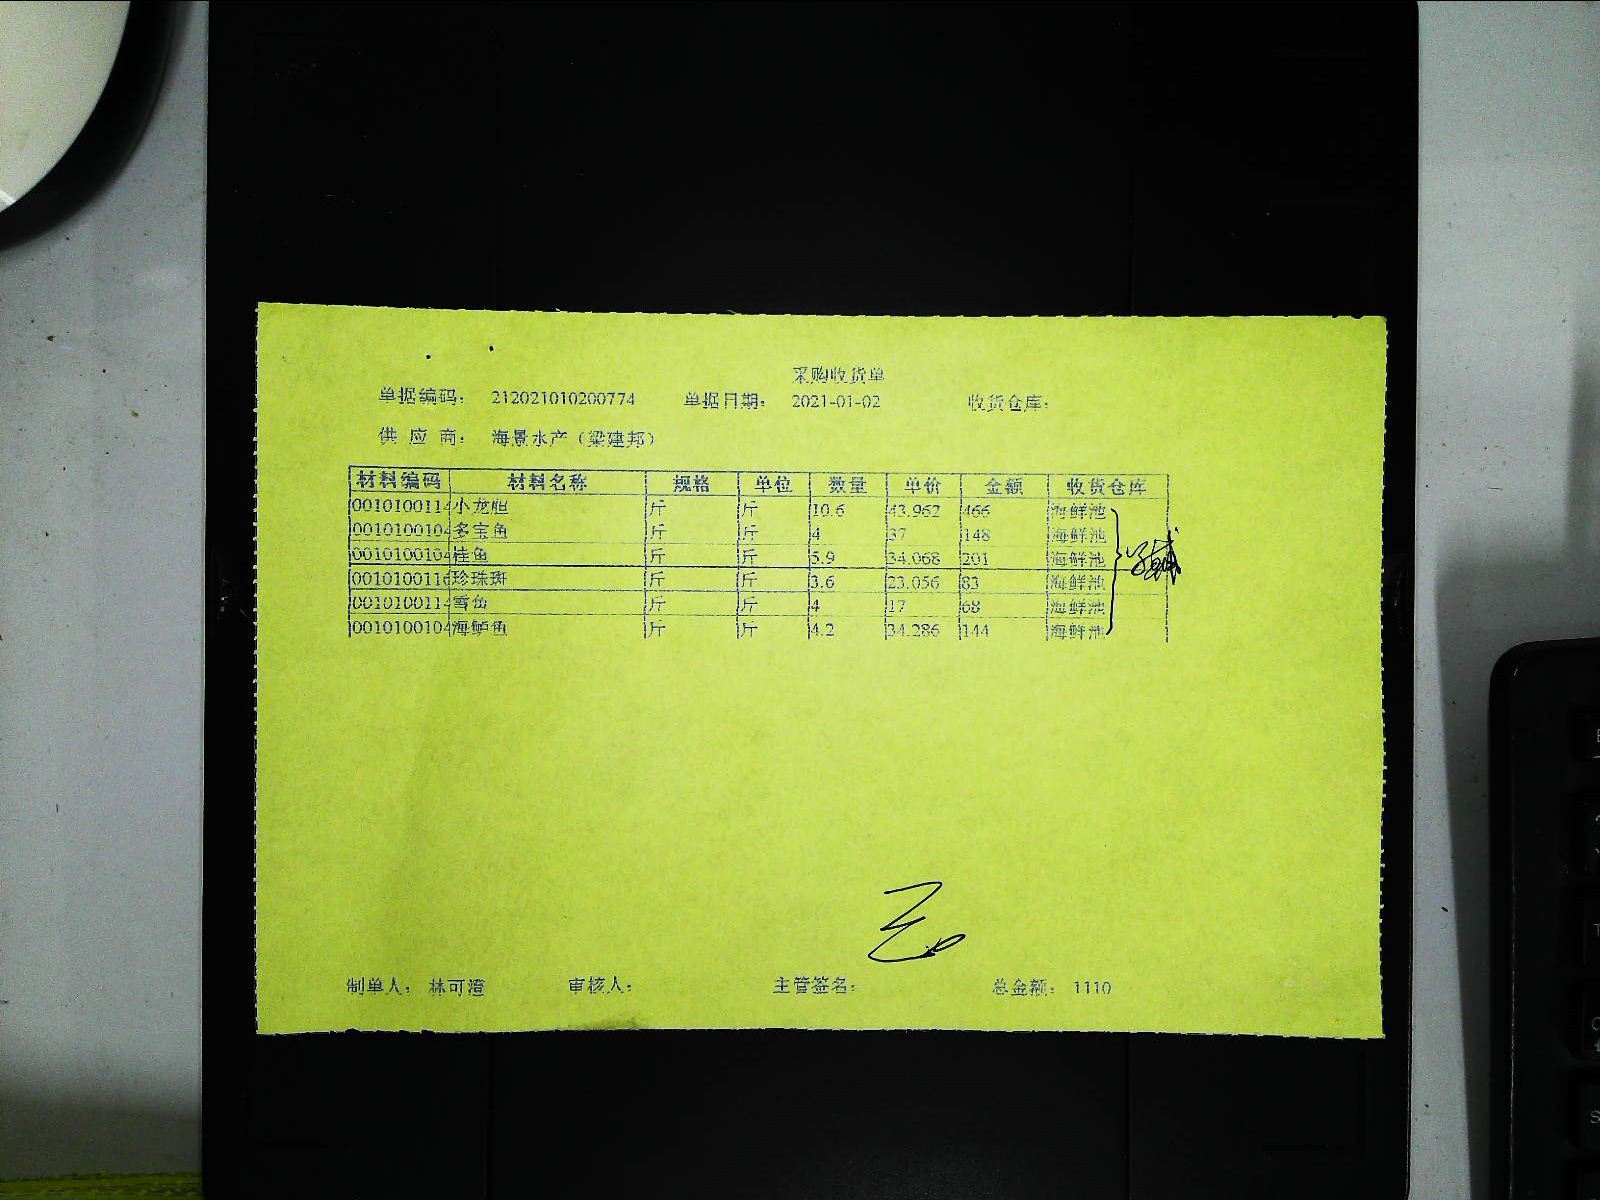 采购收货单
单据编码: 212021010200774 单据日期: 2021-01-02 收货仓库:
供 应 商: 海景水产（梁建邦）
材料编码 材料名称 规格 单位 数量 单价 金额 收货仓库
0010100114 小龙胆 斤 斤 10.6 43.962 466 海鲜池
0010100104 多宝鱼 斤 斤 4 37 148 海鲜池
0010100104 桂鱼 斤 斤 5.9 34.068 201 海鲜池
0010100116 珍珠斑 斤 斤 3.6 23.056 83 海鲜池
0010100114 雪鱼 斤 斤 4 17 68 海鲜池
0010100104 海鲈鱼 斤 斤 4.2 34.286 144 海鲜池
制单人: 林可澄 审核人: 主管签名: 总金额: 1110